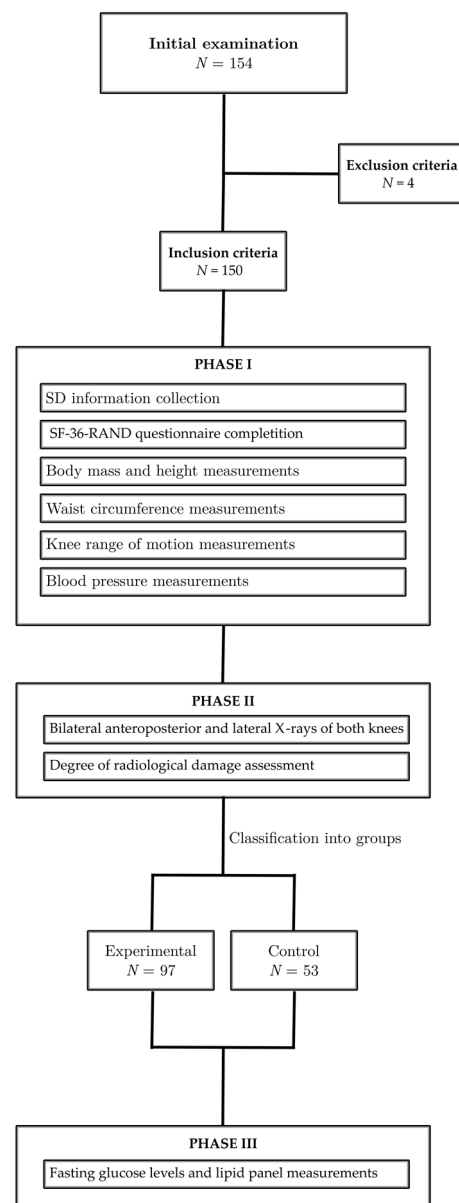 Initial examination
N = 154
Exclusion criteria
N = 4
Inclusion criteria
N = 150
PHASE I
SD information collection
SF-36-RAND questionnaire completition
Body mass and height measurements
Waist circumference measurements
Knee range of motion measurements
Blood pressure measurements
PHASE II
Bilateral anteroposterior and lateral X-rays of both knees
Degree of radiological damage assessment
Classification into groups
Experimental
N = 97
Control
N = 53
PHASE III
Fasting glucose levels and lipid panel measurements